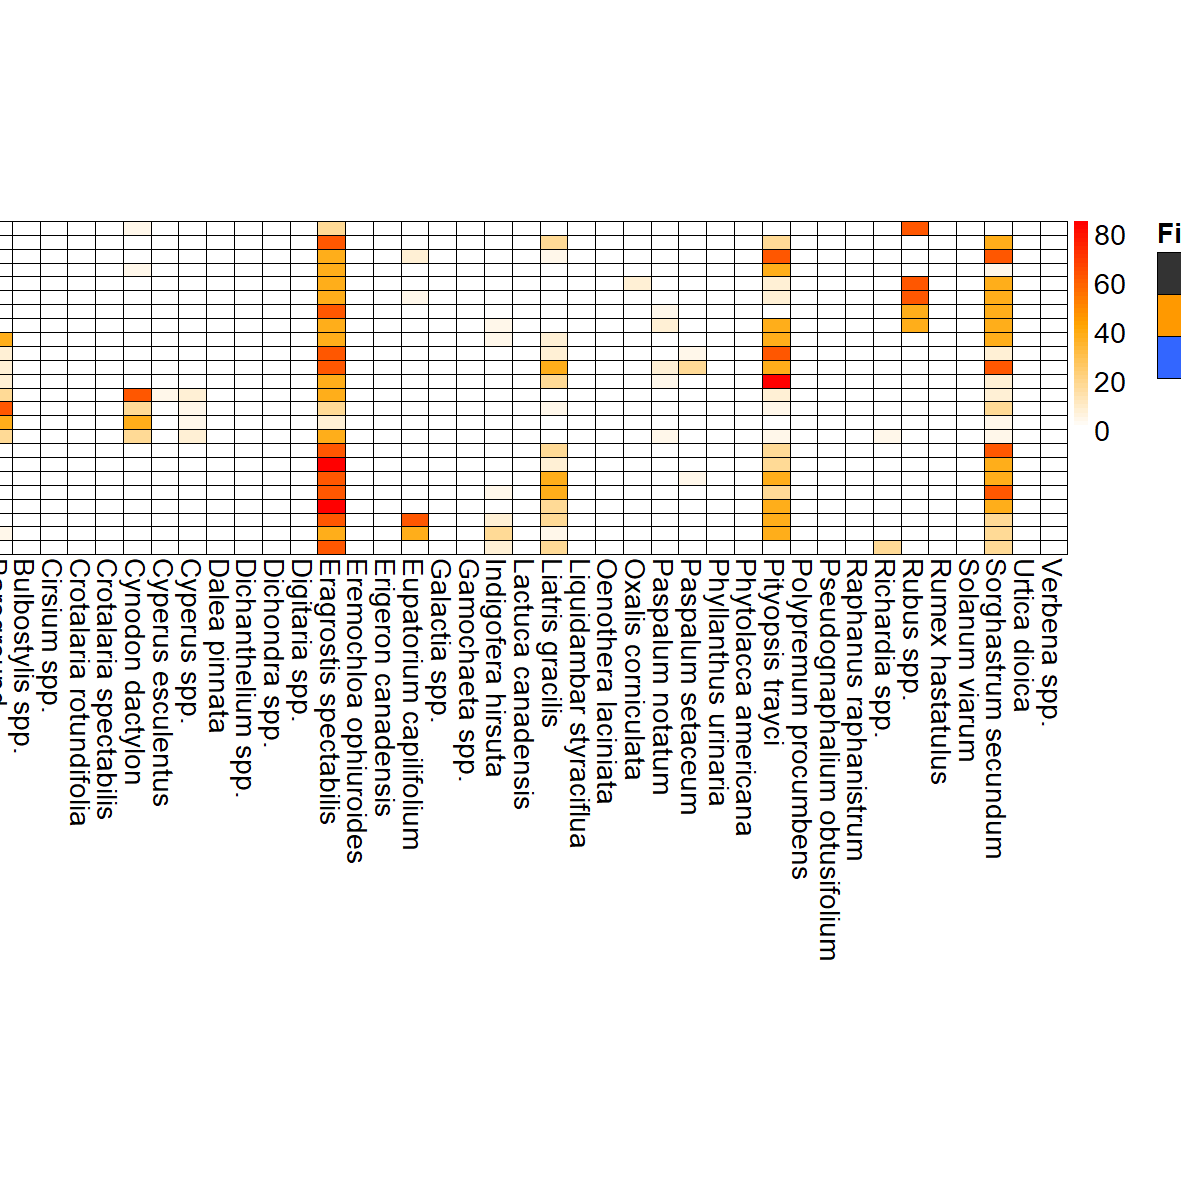 80
60
40
20
0
Fi
Bulbostylis spp.
Cirsium spp.
Crotalaria rotundifolia
Crotalaria spectabilis
Cynodon dactylon
Cyperus esculentus
Cyperus spp.
Dalea pinnata
Dichanthelium spp.
Dichondra spp.
Digitaria spp.
Eragrostis spectabilis
Eremochloa ophiuroides
Erigeron canadensis
Eupatorium capilifolium
Galactia spp.
Gamochaeta spp.
Indigofera hirsuta
Lactuca canadensis
Liatris gracilis
Liquidambar styraciflua
Oenothera laciniata
Oxalis corniculata
Paspalum notatum
Paspalum setaceum
Phyllanthus urinaria
Phytolacca americana
Pityopsis trayci
Polypremum procumbens
Pseudognaphalium obtusifolium
Raphanus raphanistrum
Richardia spp.
Rubus spp.
Rumex hastatulus
Solanum viarum
Sorghastrum secundum
Urtica dioica
Verbena spp.